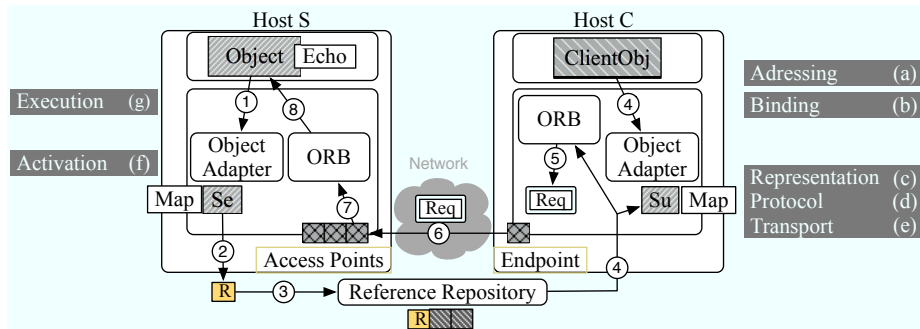 Host S
Host C
Object
Echo
ClientObj
Adressing (a)
Execution (g)
1
8
4
Binding (b)
ORB
Object
Adapter
ORB
Object
Adapter
Activation (f)
5
Network
Map
Se
Req
Req
Su
Map
Representation (c)
Protocol (d)
Transport (e)
7
6
2
Access Points
Endpoint
4
R
3
Reference Repository
R